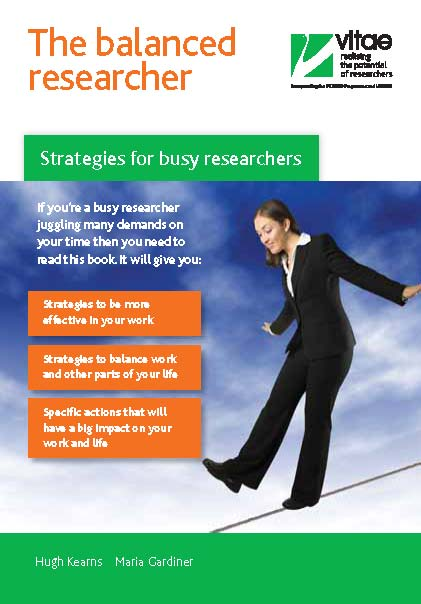 The balanced
researcher
vitae
realising
the potential
of researchers
Strategies for busy researchers
If you're a busy researcher
juggling many demands on
your time then you need to
read this book. It will give you:
Strategies to be more
effective in your work
Strategies to balance work
and other parts of your life
Specific actions that will
have a big impact on your
work and life
Hugh Kearns Maria Gardiner